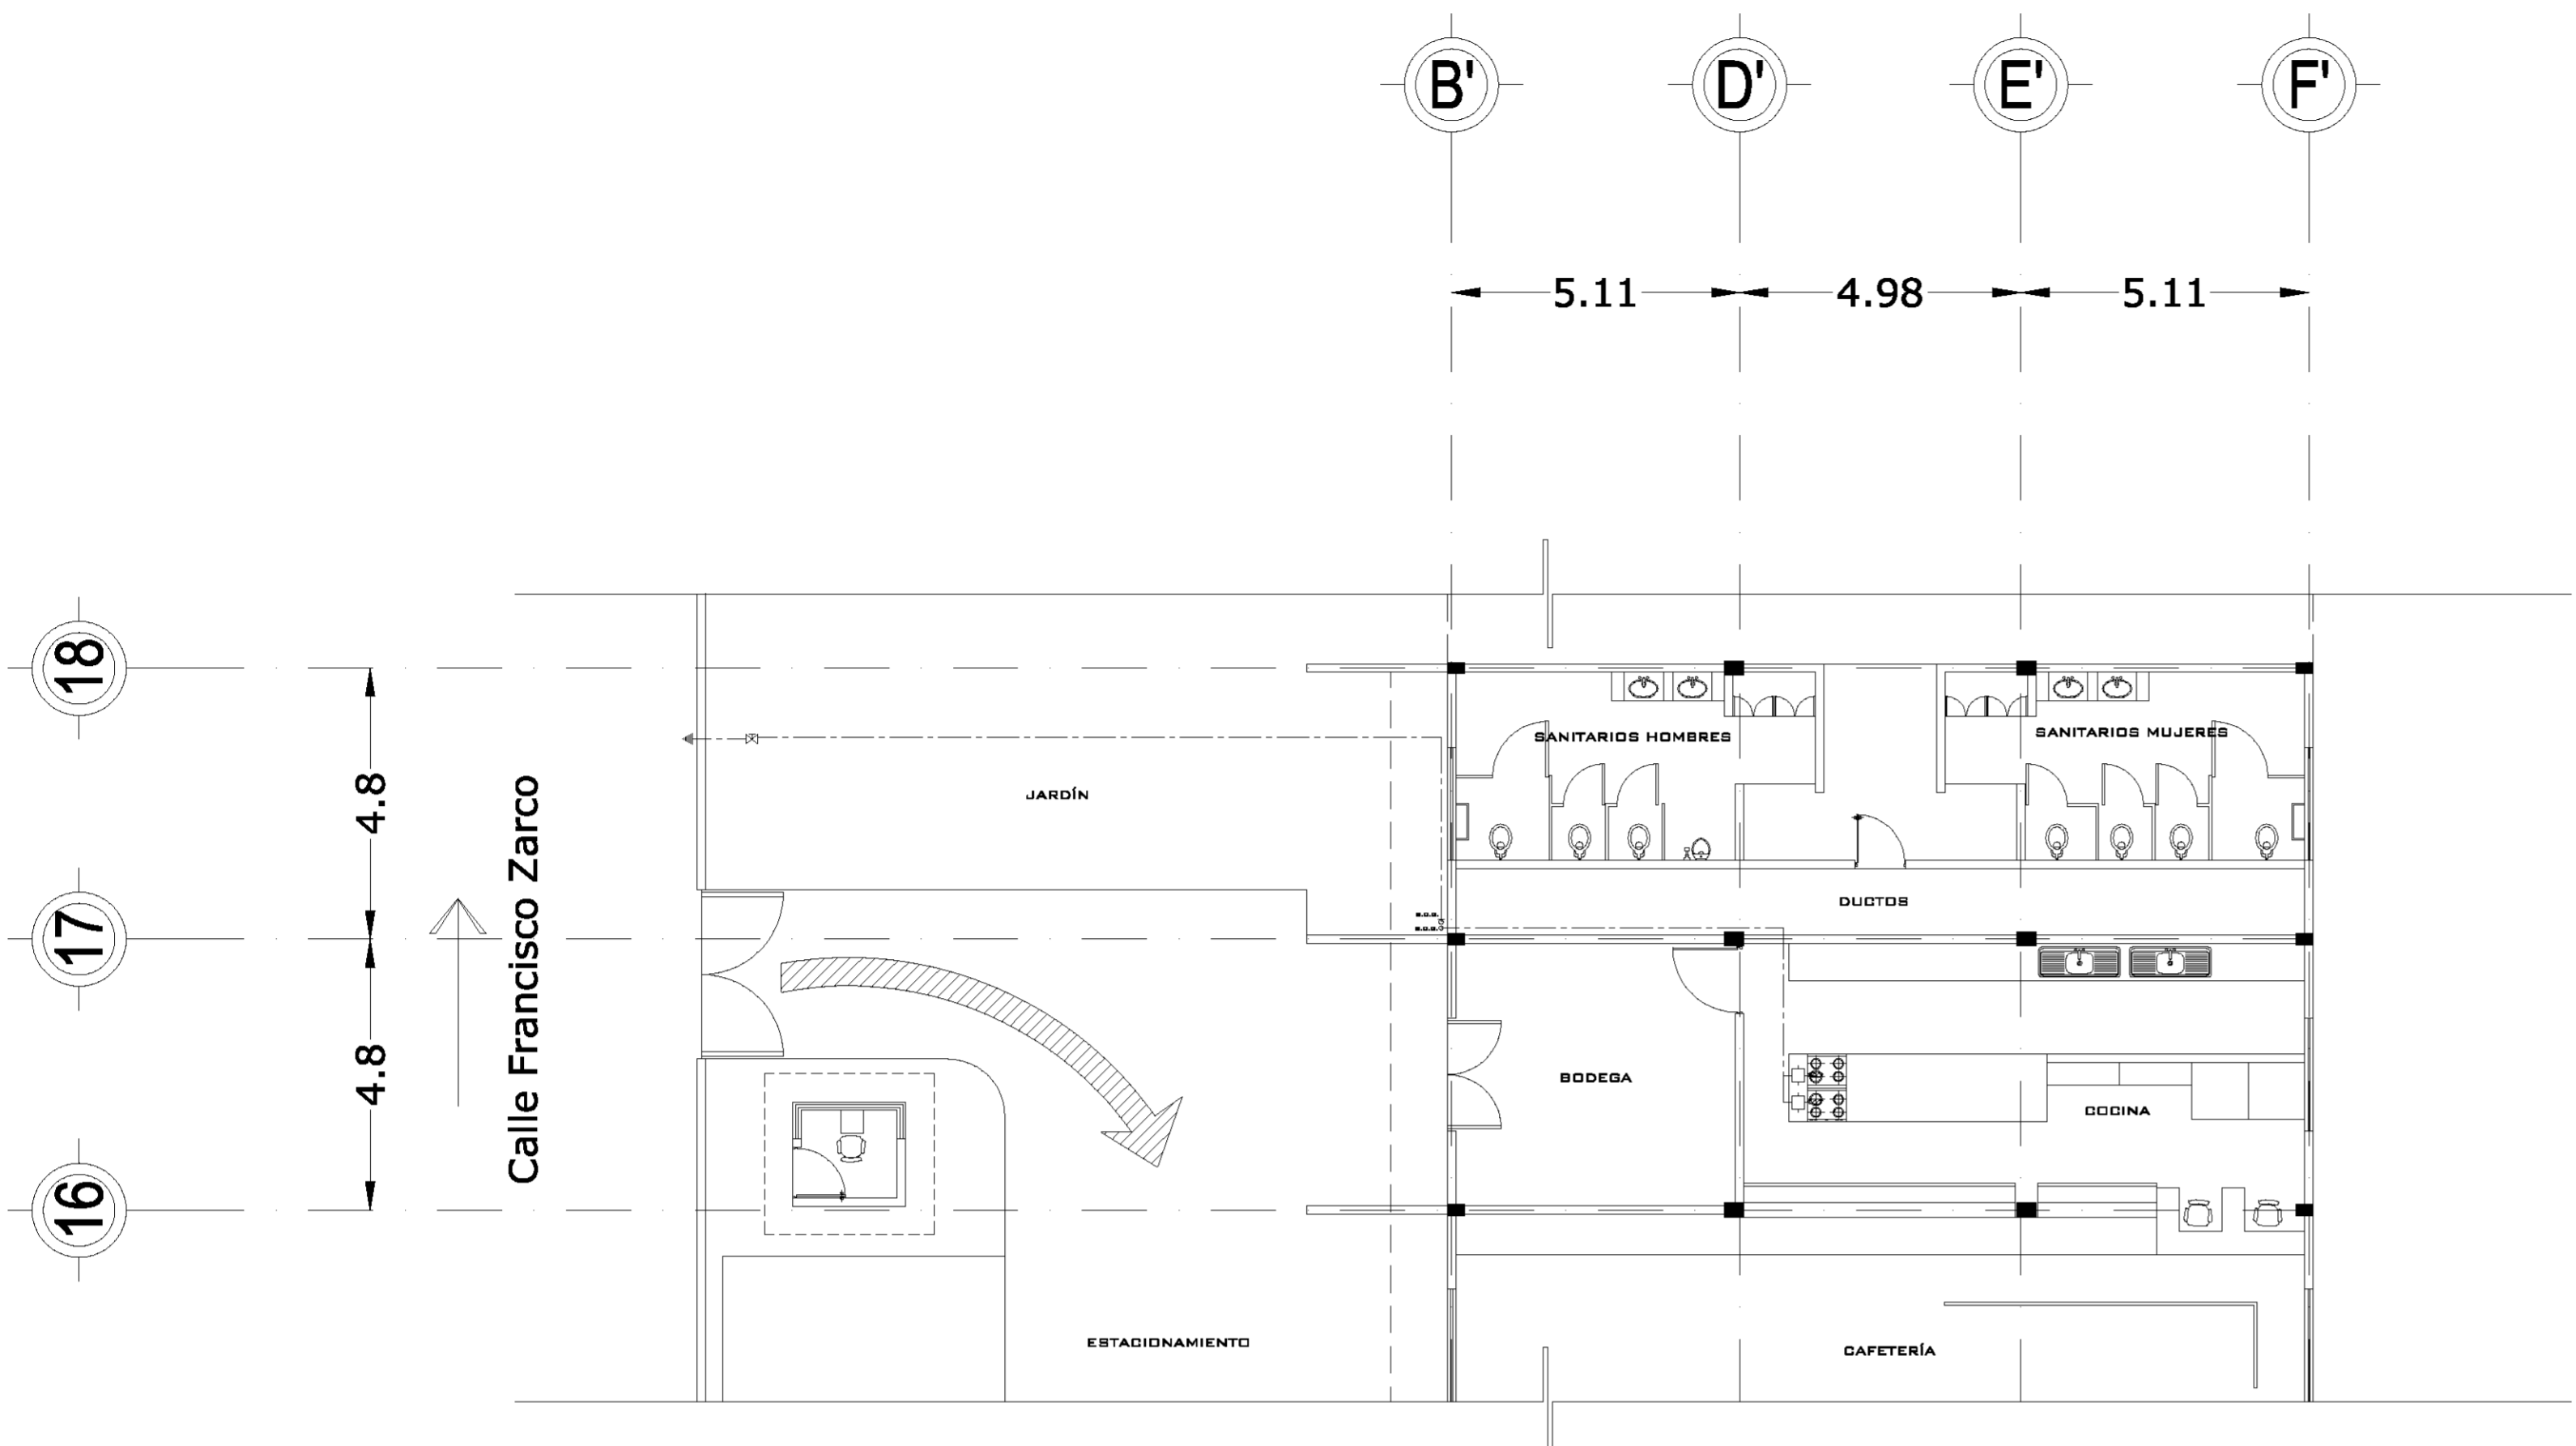 B' D' E' F'
5.11 4.98 5.11
18
4.8
17
4.8
16
Calle Francisco Zarco
SANITARIOS HOMBRES
SANITARIOS MUJERES
JARDÍN
DUCTOS
BODEGA
COCINA
ESTACIONAMIENTO
CAFETERÍA